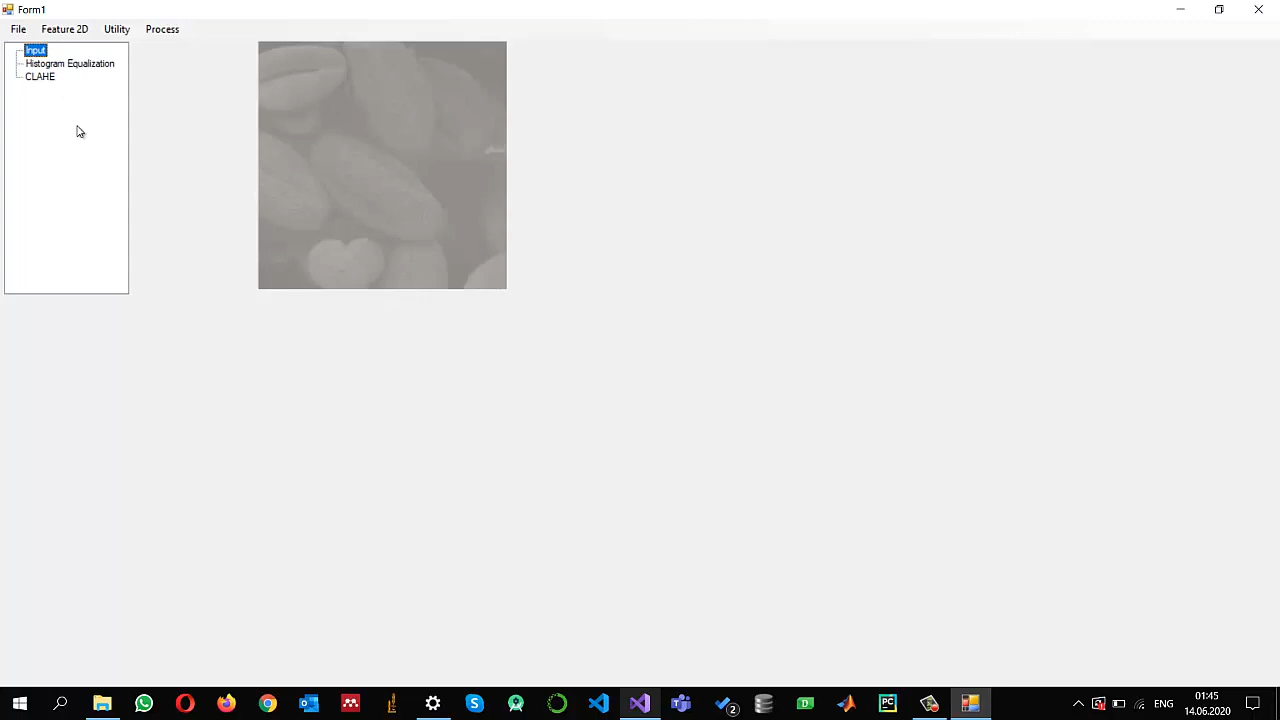 Form1
File Feature 2D Utility Process
Input
Histogram Equalization
CLAHE
ENG
01:45
14.06.2020